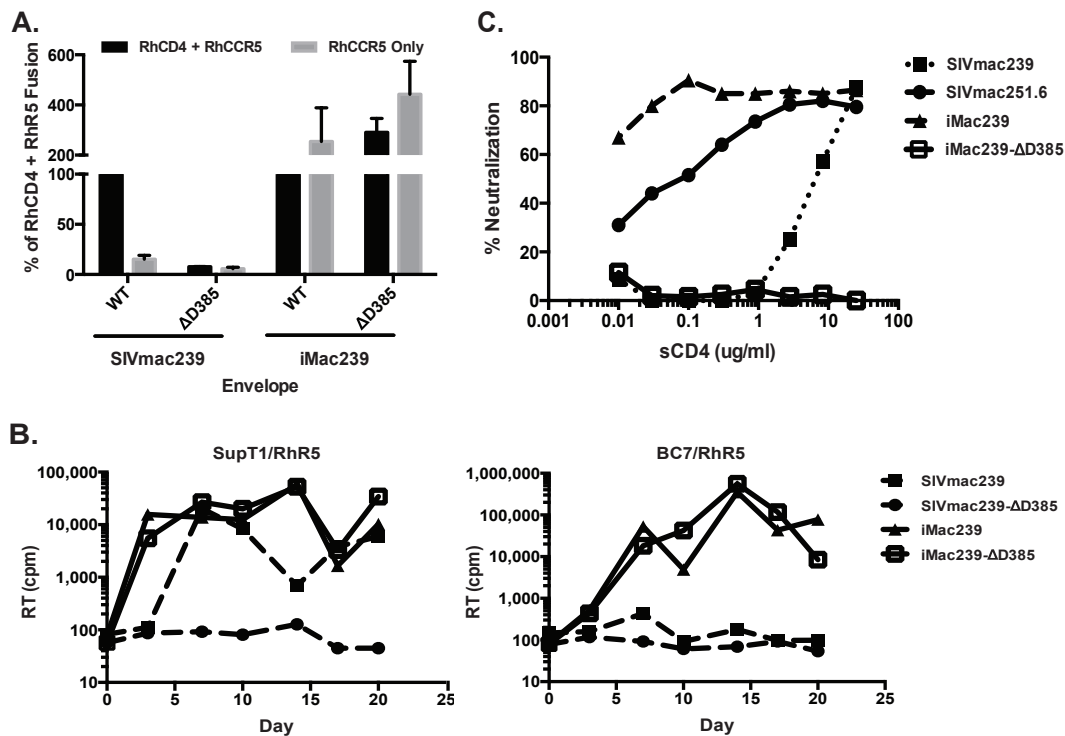 A.
RhCD4 + RhCCR5 RhCCR5 Only
% of RhCD4 + RhR5 Fusion
600
400
200
100
50
0
WT ΔD385 WT ΔD385
SIVmac239 iMac239
Envelope
C.
% Neutralization
100
80
60
40
20
0
0.001 0.01 0.1 1 10 100
sCD4 (ug/ml)
SIVmac239
SIVmac251.6
iMac239
iMac239-ΔD385
B.
SupT1/RhR5
RT (cpm)
100,000
10,000
1,000
100
10
0 5 10 15 20 25
Day
BC7/RhR5
RT (cpm)
1,000,000
100,000
10,000
1,000
100
10
0 5 10 15 20 25
Day
SIVmac239
SIVmac239-ΔD385
iMac239
iMac239-ΔD385